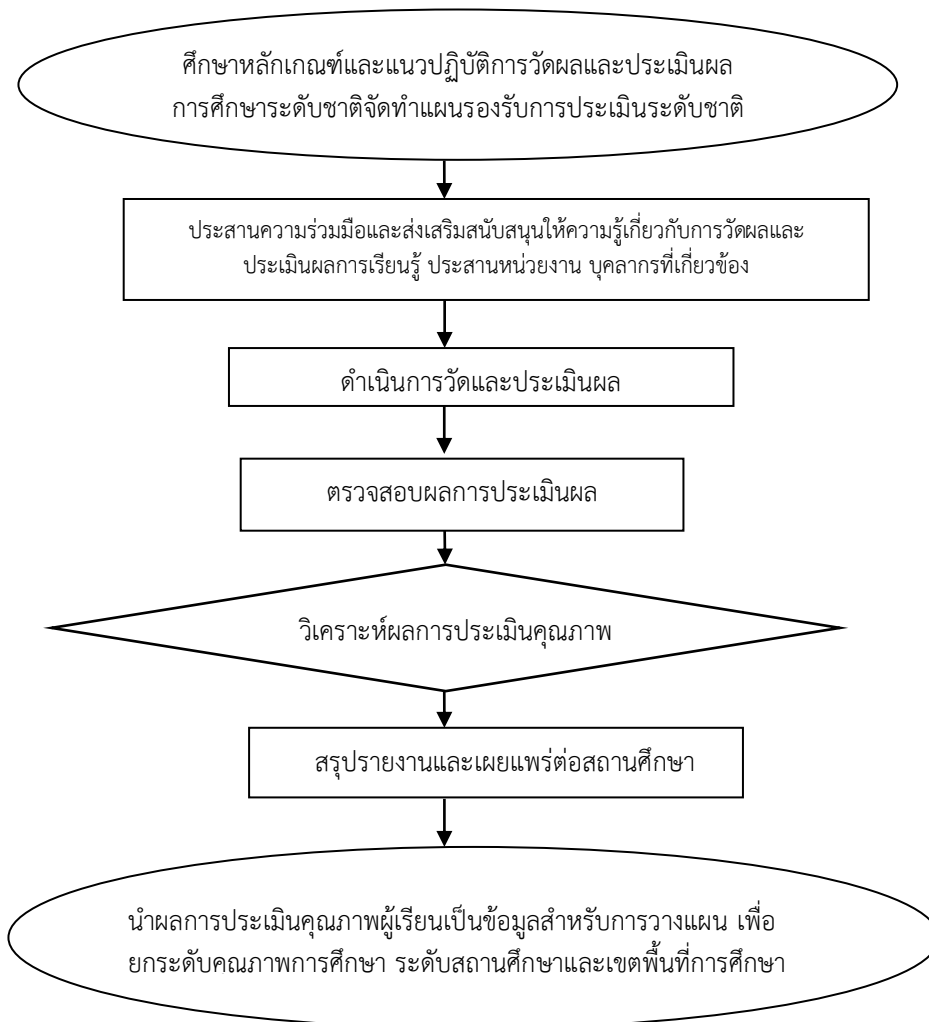 ศึกษาหลักเกณฑ์และแนวปฏิบัติการวัดผลและประเมินผล
การศึกษาระดับชาติจัดทำแผนรองรับการประเมินระดับชาติ
ประสานความร่วมมือและส่งเสริมสนับสนุนให้ความรู้เกี่ยวกับการวัดผลและ
ประเมินผลการเรียนรู้ ประสานหน่วยงาน บุคลากรที่เกี่ยวข้อง
ดำเนินการวัดและประเมินผล
ตรวจสอบผลการประเมินผล
วิเคราะห์ผลการประเมินคุณภาพ
สรุปรายงานและเผยแพร่ต่อสถานศึกษา
นำผลการประเมินคุณภาพผู้เรียนเป็นข้อมูลสำหรับการวางแผน เพื่อ
ยกระดับคุณภาพการศึกษา ระดับสถานศึกษาและเขตพื้นที่การศึกษา